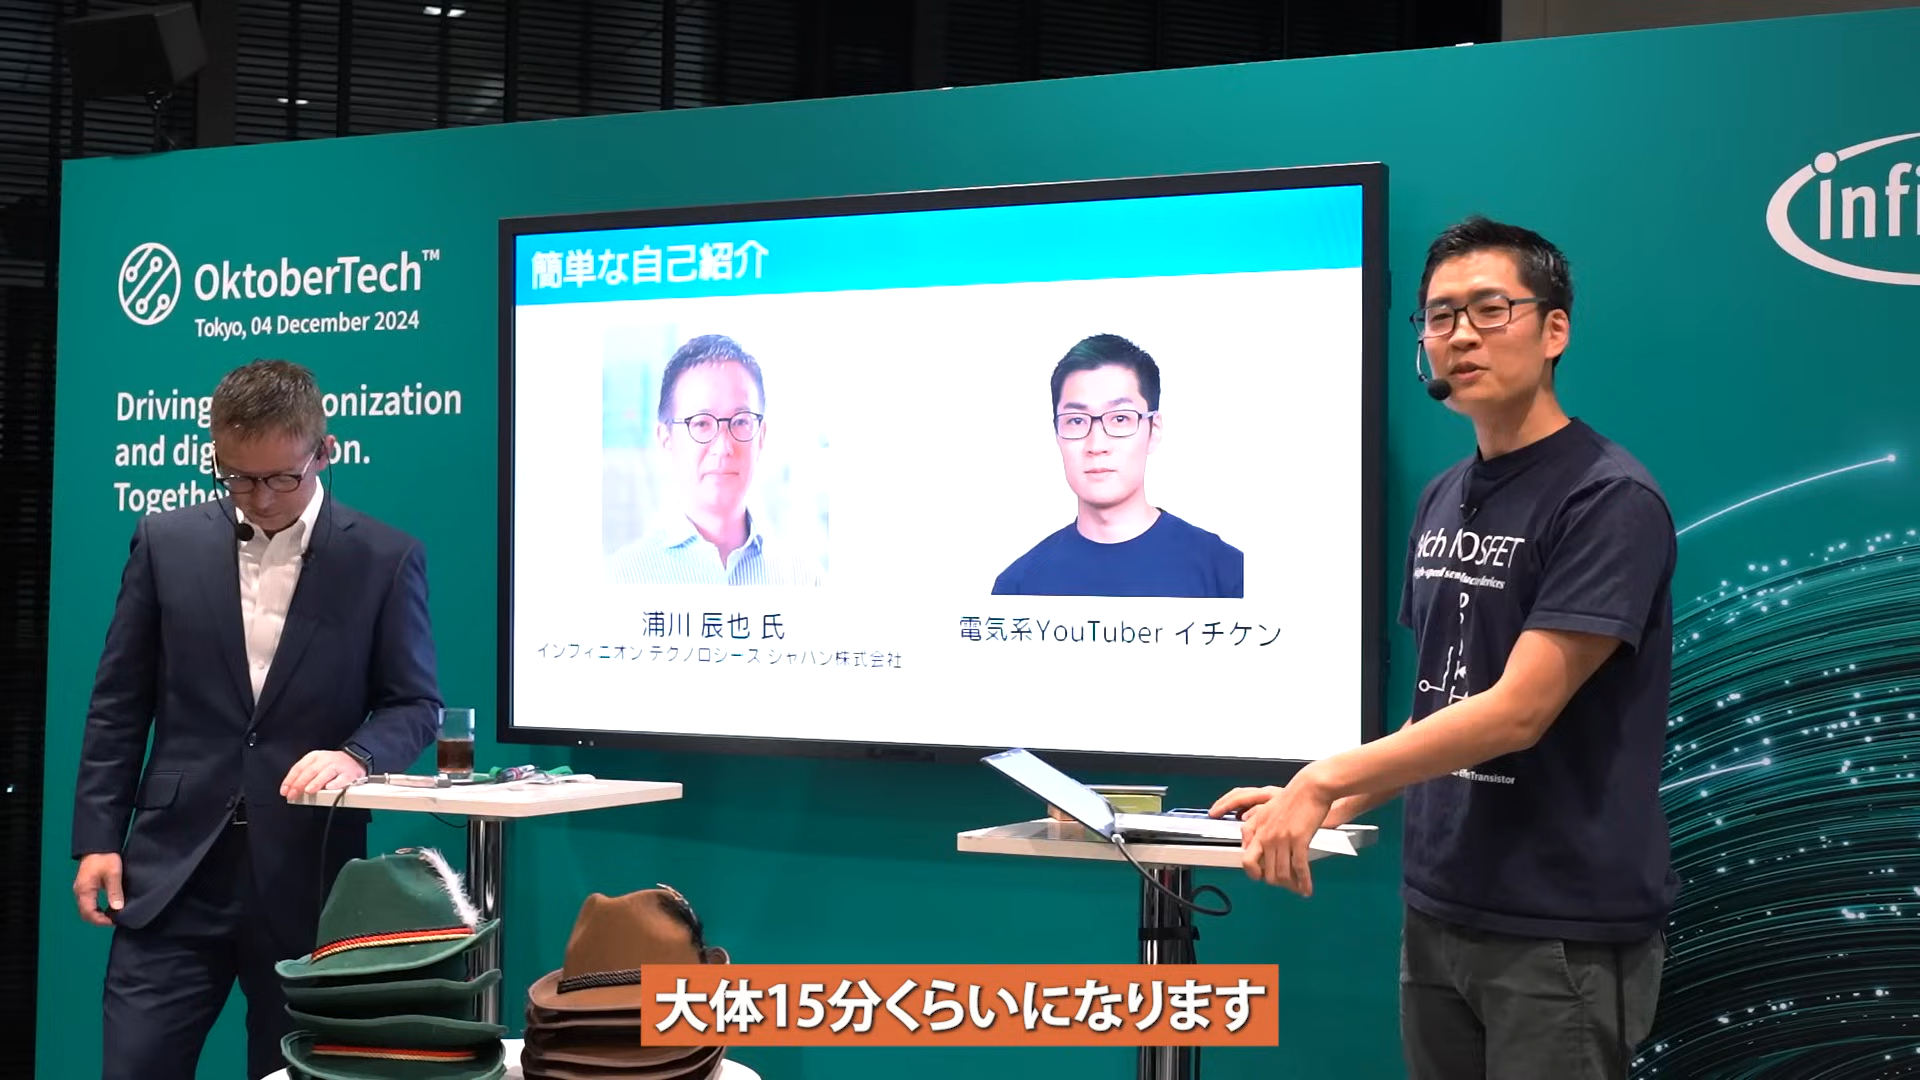 OktoberTech™
Tokyo, 04 December 2024
Driving onization
and dig on.
Togethe
infi
簡単な自己紹介
浦川 辰也 氏
インフィニオン テクノロジーズ ジャパン株式会社
電気系YouTuber イチケン
Nch MOSFET
Transistor
大体15分くらいになります